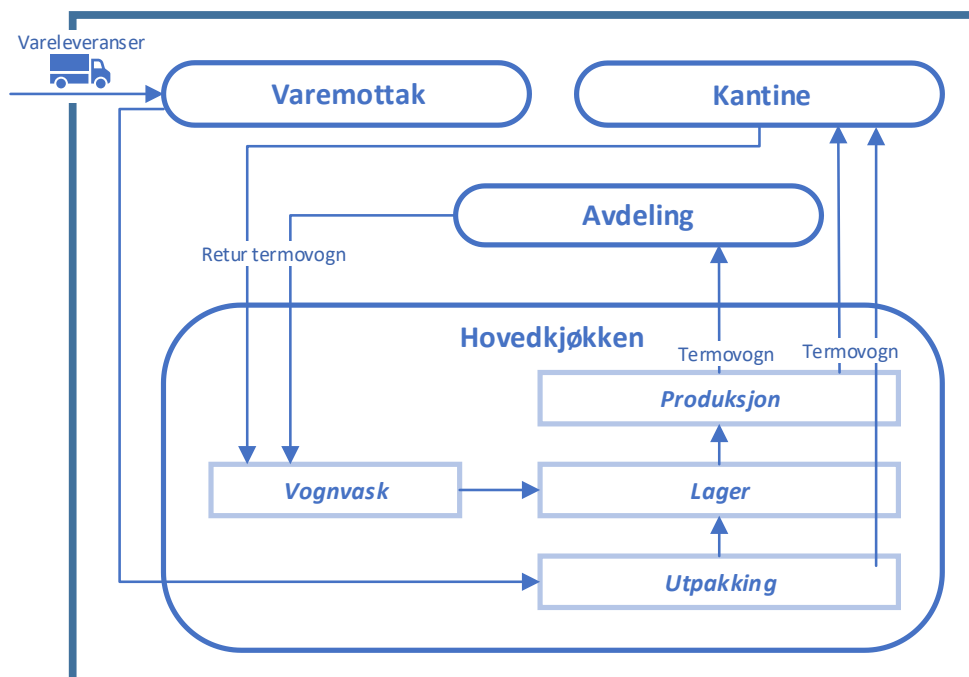 Vareleveranser
Varemottak
Kantine
Avdeling
Retur termovogn
Hovedkjøkken
Termovogn
Termovogn
Produksjon
Vognvask
Lager
Utpakking